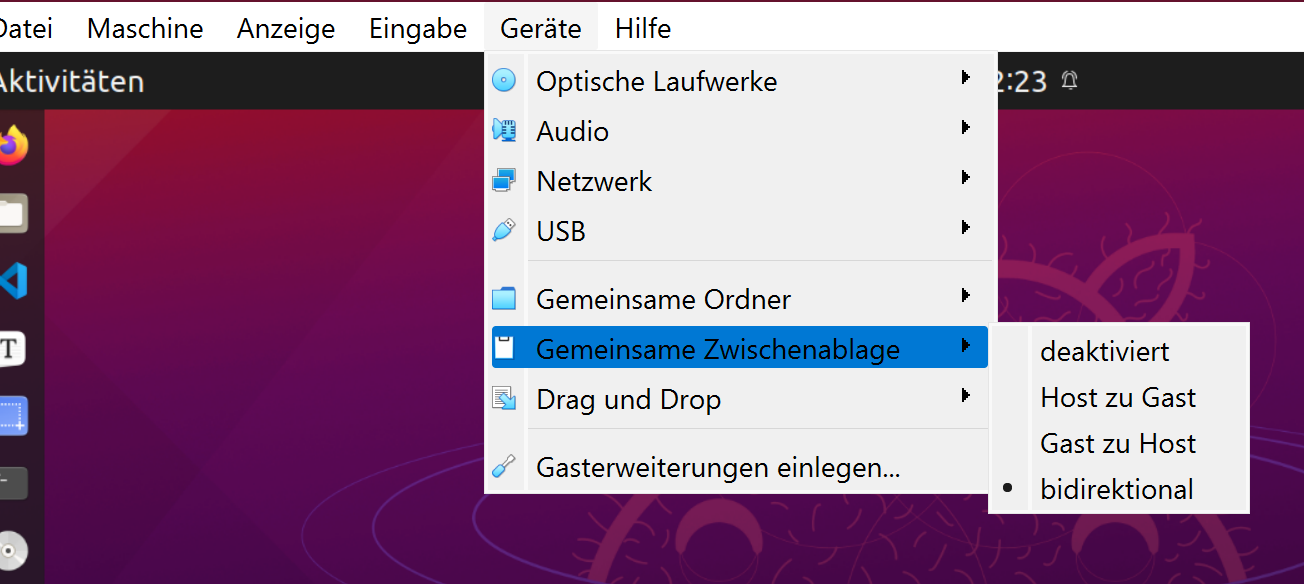 Datei Maschine Anzeige Eingabe Geräte Hilfe
Aktivitäten
2:23
Optische Laufwerke
Audio
Netzwerk
USB
Gemeinsame Ordner
Gemeinsame Zwischenablage
Drag und Drop
Gasterweiterungen einlegen...
deaktiviert
Host zu Gast
Gast zu Host
bidirektional
T